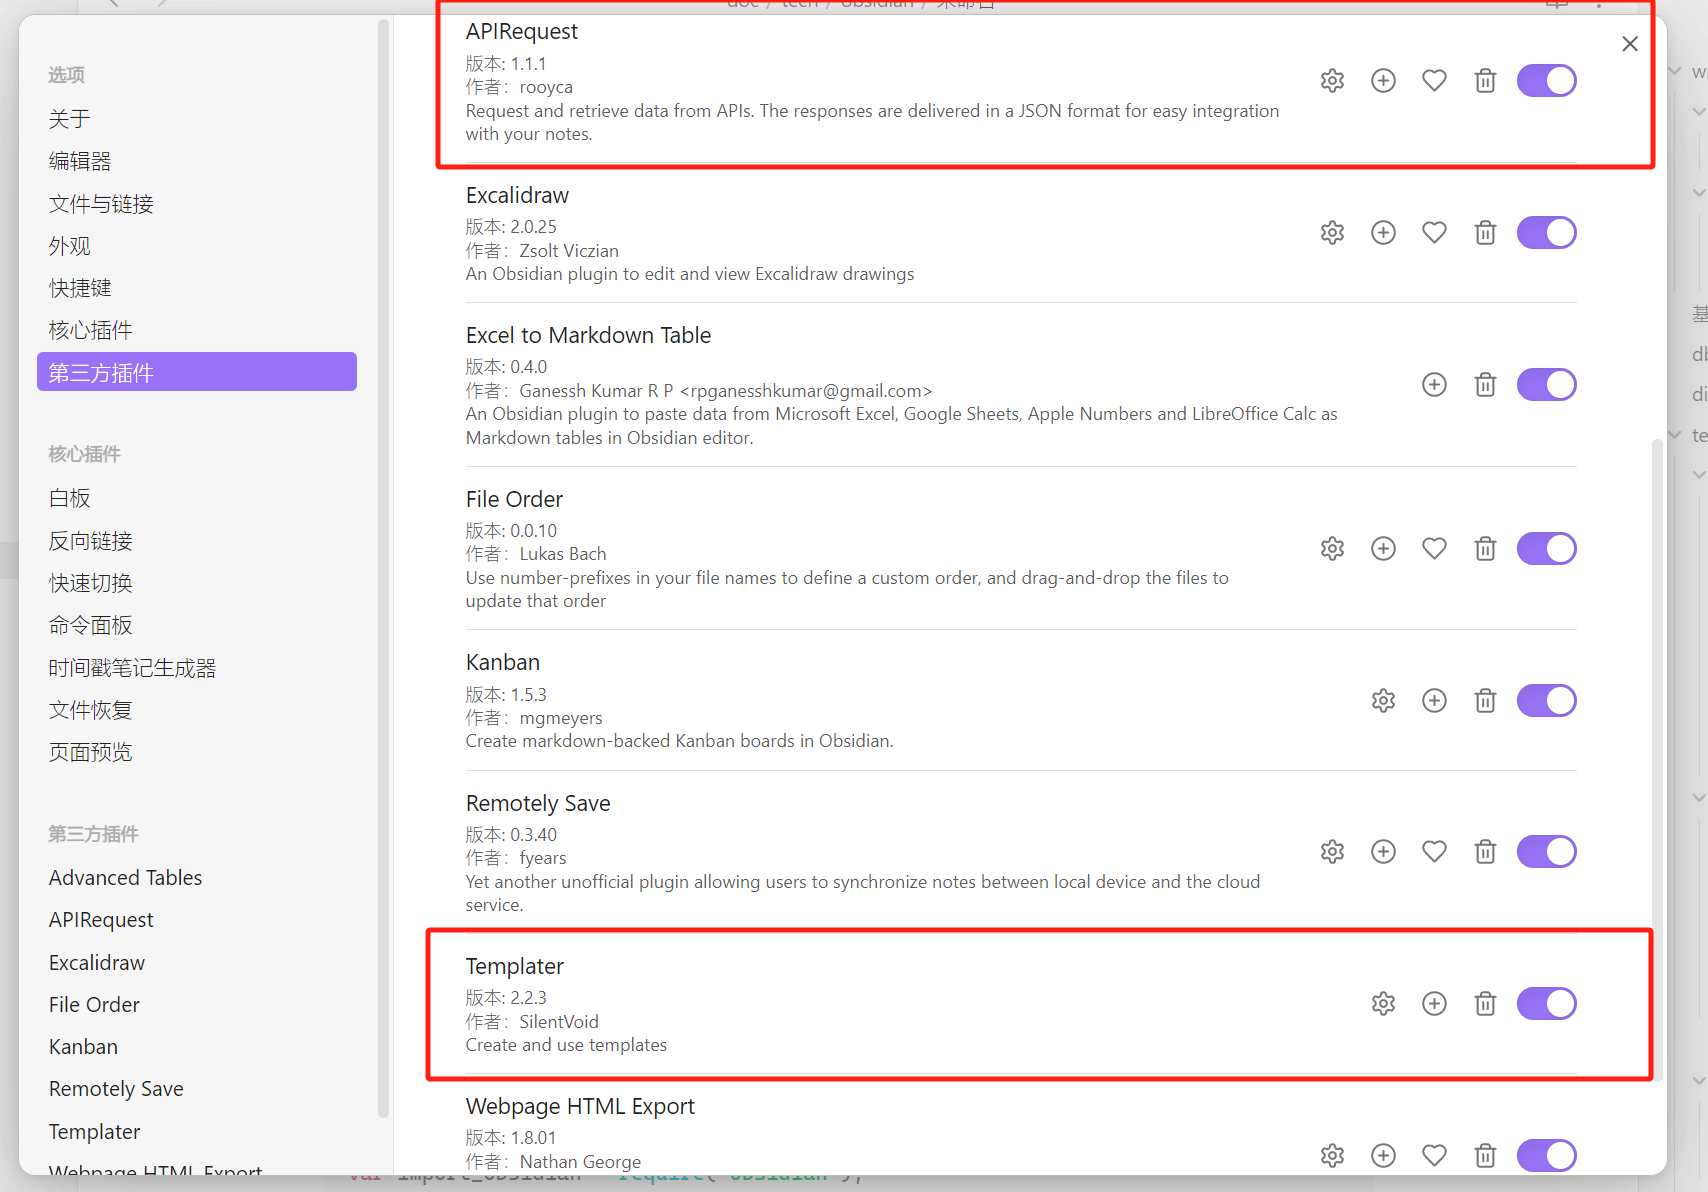 doc / tech / obsidian / 未命名
选项
关于
编辑器
文件与链接
外观
快捷键
核心插件
第三方插件
核心插件
白板
反向链接
快速切换
命令面板
时间戳笔记生成器
文件恢复
页面预览
第三方插件
Advanced Tables
APIRequest
Excalidraw
File Order
Kanban
Remotely Save
Templater
Webpage HTML Export
APIRequest
版本: 1.1.1
作者：rooyca
Request and retrieve data from APIs. The responses are delivered in a JSON format for easy integration
with your notes.
Excalidraw
版本: 2.0.25
作者：Zsolt Viczian
An Obsidian plugin to edit and view Excalidraw drawings
Excel to Markdown Table
版本: 0.4.0
作者：Ganessh Kumar R P <rpganesshkumar@gmail.com>
An Obsidian plugin to paste data from Microsoft Excel, Google Sheets, Apple Numbers and LibreOffice Calc as
Markdown tables in Obsidian editor.
File Order
版本: 0.0.10
作者：Lukas Bach
Use number-prefixes in your file names to define a custom order, and drag-and-drop the files to
update that order
Kanban
版本: 1.5.3
作者：mgmeyers
Create markdown-backed Kanban boards in Obsidian.
Remotely Save
版本: 0.3.40
作者：fyears
Yet another unofficial plugin allowing users to synchronize notes between local device and the cloud
service.
Templater
版本: 2.2.3
作者：SilentVoid
Create and use templates
Webpage HTML Export
版本: 1.8.01
作者：Nathan George
基
di
te